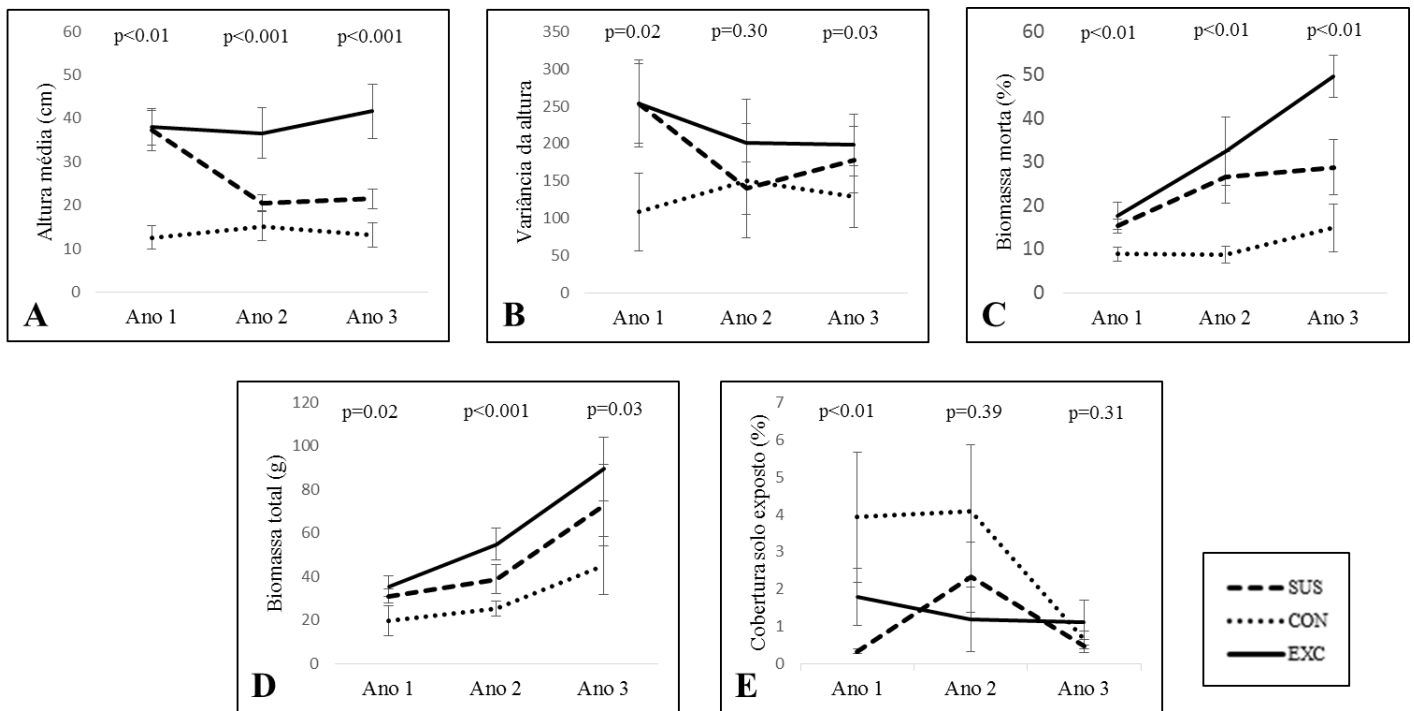 p<0.01 p<0.001 p<0.001
Altura média (cm)
60
50
40
30
20
10
0
Ano 1 Ano 2 Ano 3
A
p=0.02 p=0.30 p=0.03
Variância da altura
350
300
250
200
150
100
50
0
Ano 1 Ano 2 Ano 3
B
p<0.01 p<0.01 p<0.01
Biomassa morta (%)
60
50
40
30
20
10
0
Ano 1 Ano 2 Ano 3
C
p=0.02 p<0.001 p=0.03
Biomassa total (g)
120
100
80
60
40
20
0
Ano 1 Ano 2 Ano 3
D
p<0.01 p=0.39 p=0.31
Cobertura solo exposto (%)
7
6
5
4
3
2
1
0
Ano 1 Ano 2 Ano 3
E
SUS
CON
EXC